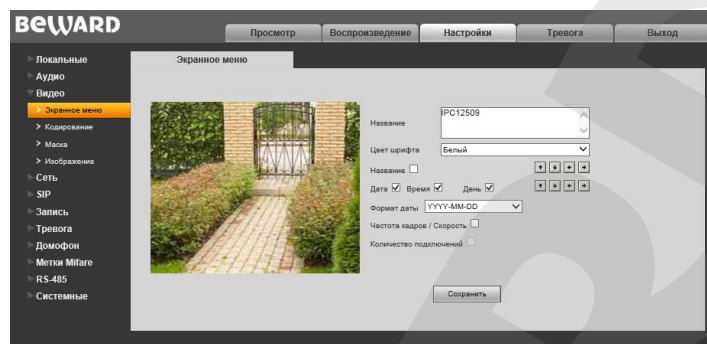 BEWARD
Просмотр Воспроизведение Настройки Тревога Выход
Локальные
Аудио
Видео
> Экранное меню
> Кодирование
> Маска
> Изображение
Сеть
SIP
Запись
Тревога
Домофон
Метки Mifare
RS-485
Системные
Экранное меню
Название IPC12509
Цвет шрифта Белый
Название
Дата Время День
Формат даты YYYY-MM-DD
Частота кадров / Скорость
Количество подключений
Сохранить